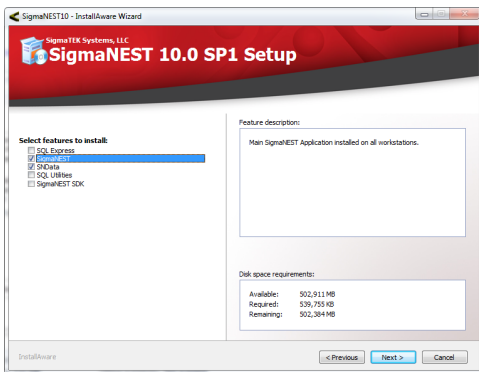 SigmaNEST10 - InstallAware Wizard
SigmaTEK Systems, LLC
SigmaNEST 10.0 SP1 Setup
Select features to install:
SQL Express
SigmaNEST
SNData
SQL Utilities
SigmaNEST SDK
Feature description:
Main SigmaNEST Application installed on all workstations.
Disk space requirements:
Available: 502,911 MB
Required: 539,755 KB
Remaining: 502,384 MB
InstallAware
< Previous
Next >
Cancel